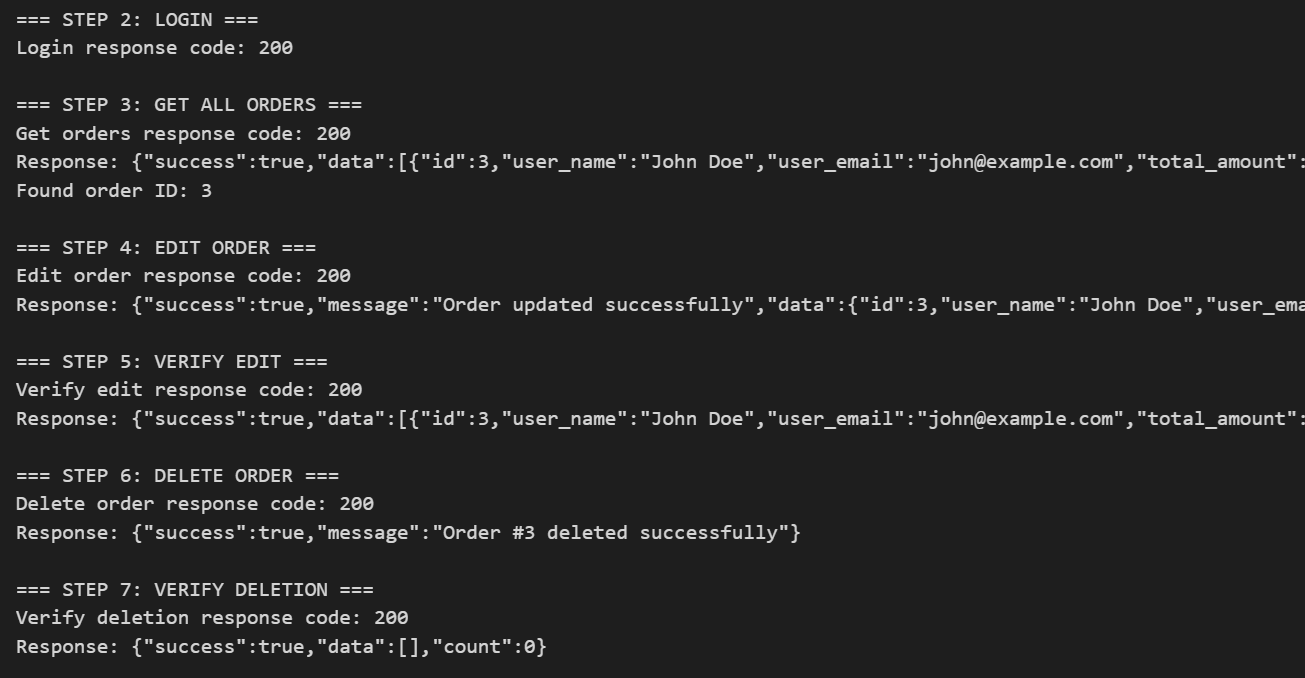 === STEP 2: LOGIN ===
Login response code: 200
=== STEP 3: GET ALL ORDERS ===
Get orders response code: 200
Response: {"success":true,"data":[{"id":3,"user_name":"John Doe","user_email":"john@example.com","total_amount":
Found order ID: 3
=== STEP 4: EDIT ORDER ===
Edit order response code: 200
Response: {"success":true,"message":"Order updated successfully","data":{"id":3,"user_name":"John Doe","user_ema
=== STEP 5: VERIFY EDIT ===
Verify edit response code: 200
Response: {"success":true,"data":[{"id":3,"user_name":"John Doe","user_email":"john@example.com","total_amount":
=== STEP 6: DELETE ORDER ===
Delete order response code: 200
Response: {"success":true,"message":"Order #3 deleted successfully"}
=== STEP 7: VERIFY DELETION ===
Verify deletion response code: 200
Response: {"success":true,"data":[],"count":0}